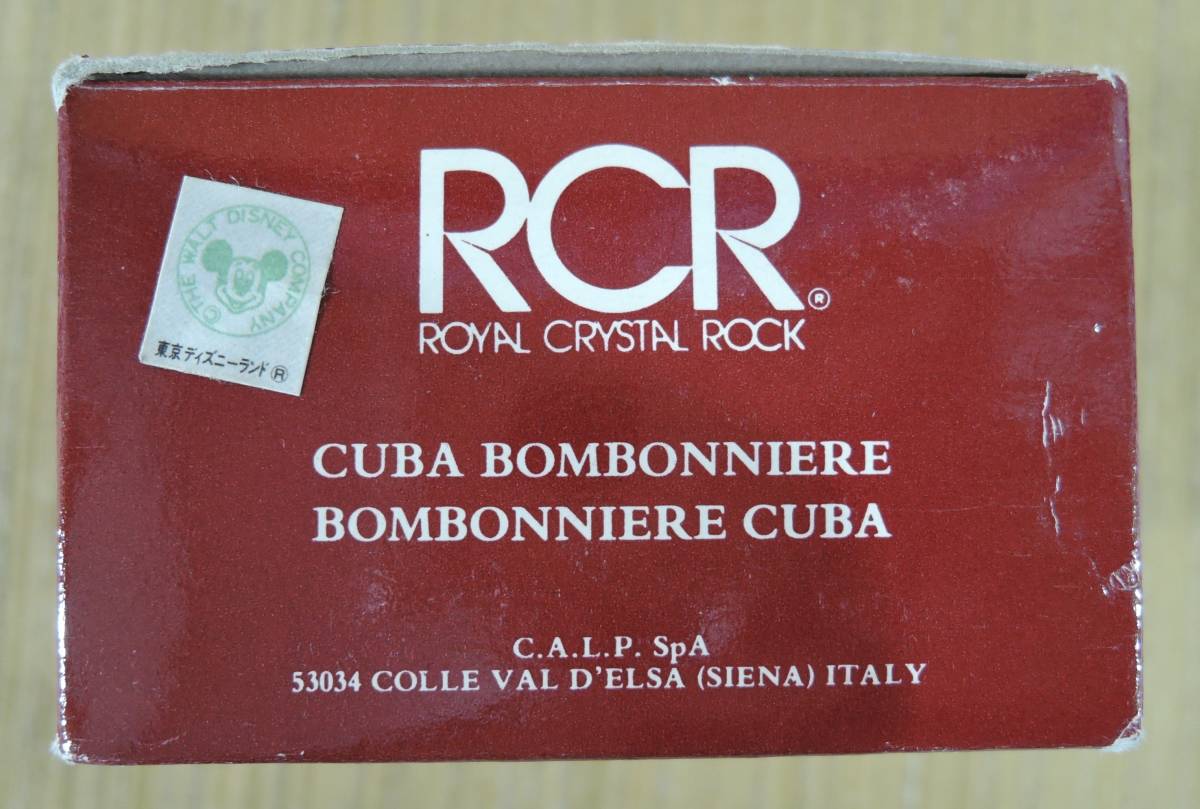 RCR®
ROYAL CRYSTAL ROCK
©THE WALT DISNEY COMPANY
東京ディズニーランド®
CUBA BOMBONNIERE
BOMBONNIERE CUBA
C.A.L.P. SpA
53034 COLLE VAL D'ELSA (SIENA) ITALY